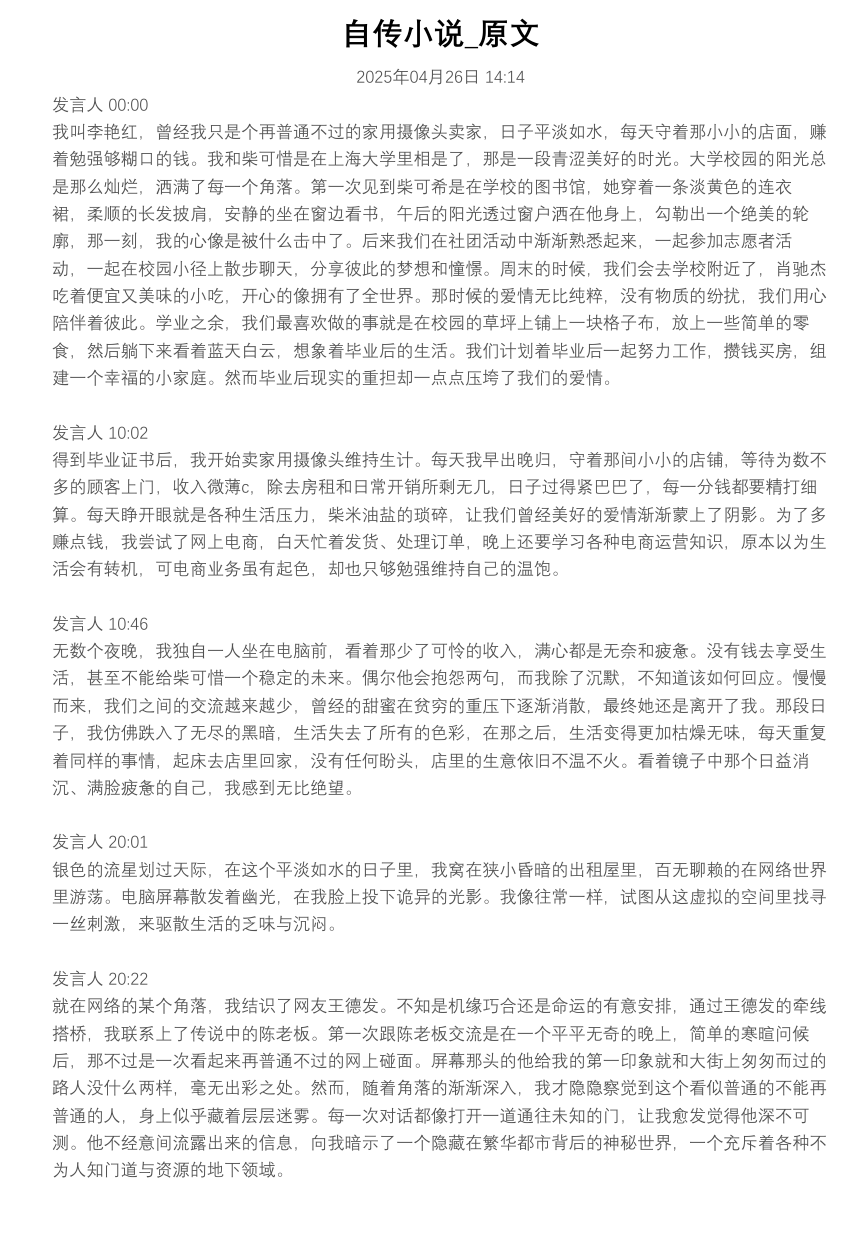 自传小说_原文
2025年04月26日 14:14
发言人 00:00
我叫李艳红，曾经我只是个再普通不过的家用摄像头卖家，日子平淡如水，每天守着那小小的店面，赚
着勉强够糊口的钱。我和柴可惜是在上海大学里相是了，那是一段青涩美好的时光。大学校园的阳光总
是那么灿烂，洒满了每一个角落。第一次见到柴可希是在学校的图书馆，她穿着一条淡黄色的连衣
裙，柔顺的长发披肩，安静的坐在窗边看书，午后的阳光透过窗户洒在他身上，勾勒出一个绝美的轮
廓，那一刻，我的心像是被什么击中了。后来我们在社团活动中渐渐熟悉起来，一起参加志愿者活
动，一起在校园小径上散步聊天，分享彼此的梦想和憧憬。周末的时候，我们会去学校附近了，肖驰杰
吃着便宜又美味的小吃，开心的像拥有了全世界。那时候的爱情无比纯粹，没有物质的纷扰，我们用心
陪伴着彼此。学业之余，我们最喜欢做的事就是在校园的草坪上铺上一块格子布，放上一些简单的零
食，然后躺下来看着蓝天白云，想象着毕业后的生活。我们计划着毕业后一起努力工作，攒钱买房，组
建一个幸福的小家庭。然而毕业后现实的重担却一点点压垮了我们的爱情。
发言人 10:02
得到毕业证书后，我开始卖家用摄像头维持生计。每天我早出晚归，守着那间小小的店铺，等待为数不
多的顾客上门，收入微薄c，除去房租和日常开销所剩无几，日子过得紧巴巴了，每一分钱都要精打细
算。每天睁开眼就是各种生活压力，柴米油盐的琐碎，让我们曾经美好的爱情渐渐蒙上了阴影。为了多
赚点钱，我尝试了网上电商，白天忙着发货、处理订单，晚上还要学习各种电商运营知识，原本以为生
活会有转机，可电商业务虽有起色，却也只够勉强维持自己的温饱。
发言人 10:46
无数个夜晚，我独自一人坐在电脑前，看着那少了可怜的收入，满心都是无奈和疲惫。没有钱去享受生
活，甚至不能给柴可惜一个稳定的未来。偶尔他会抱怨两句，而我除了沉默，不知道该如何回应。慢慢
而来，我们之间的交流越来越少，曾经的甜蜜在贫穷的重压下逐渐消散，最终她还是离开了我。那段日
子，我仿佛跌入了无尽的黑暗，生活失去了所有的色彩，在那之后，生活变得更加枯燥无味，每天重复
着同样的事情，起床去店里回家，没有任何盼头，店里的生意依旧不温不火。看着镜子中那个日益消
沉、满脸疲惫的自己，我感到无比绝望。
发言人 20:01
银色的流星划过天际，在这个平淡如水的日子里，我窝在狭小昏暗的出租屋里，百无聊赖的在网络世界
里游荡。电脑屏幕散发着幽光，在我脸上投下诡异的光影。我像往常一样，试图从这虚拟的空间里找寻
一丝刺激，来驱散生活的乏味与沉闷。
发言人 20:22
就在网络的某个角落，我结识了网友王德发。不知是机缘巧合还是命运的有意安排，通过王德发的牵线
搭桥，我联系上了传说中的陈老板。第一次跟陈老板交流是在一个平平无奇的晚上，简单的寒暄问候
后，那不过是一次看起来再普通不过的网上碰面。屏幕那头的他给我的第一印象就和大街上匆匆而过的
路人没什么两样，毫无出彩之处。然而，随着角落的渐渐深入，我才隐隐察觉到这个看似普通的不能再
普通的人，身上似乎藏着层层迷雾。每一次对话都像打开一道通往未知的门，让我愈发觉得他深不可
测。他不经意间流露出来的信息，向我暗示了一个隐藏在繁华都市背后的神秘世界，一个充斥着各种不
为人知门道与资源的地下领域。